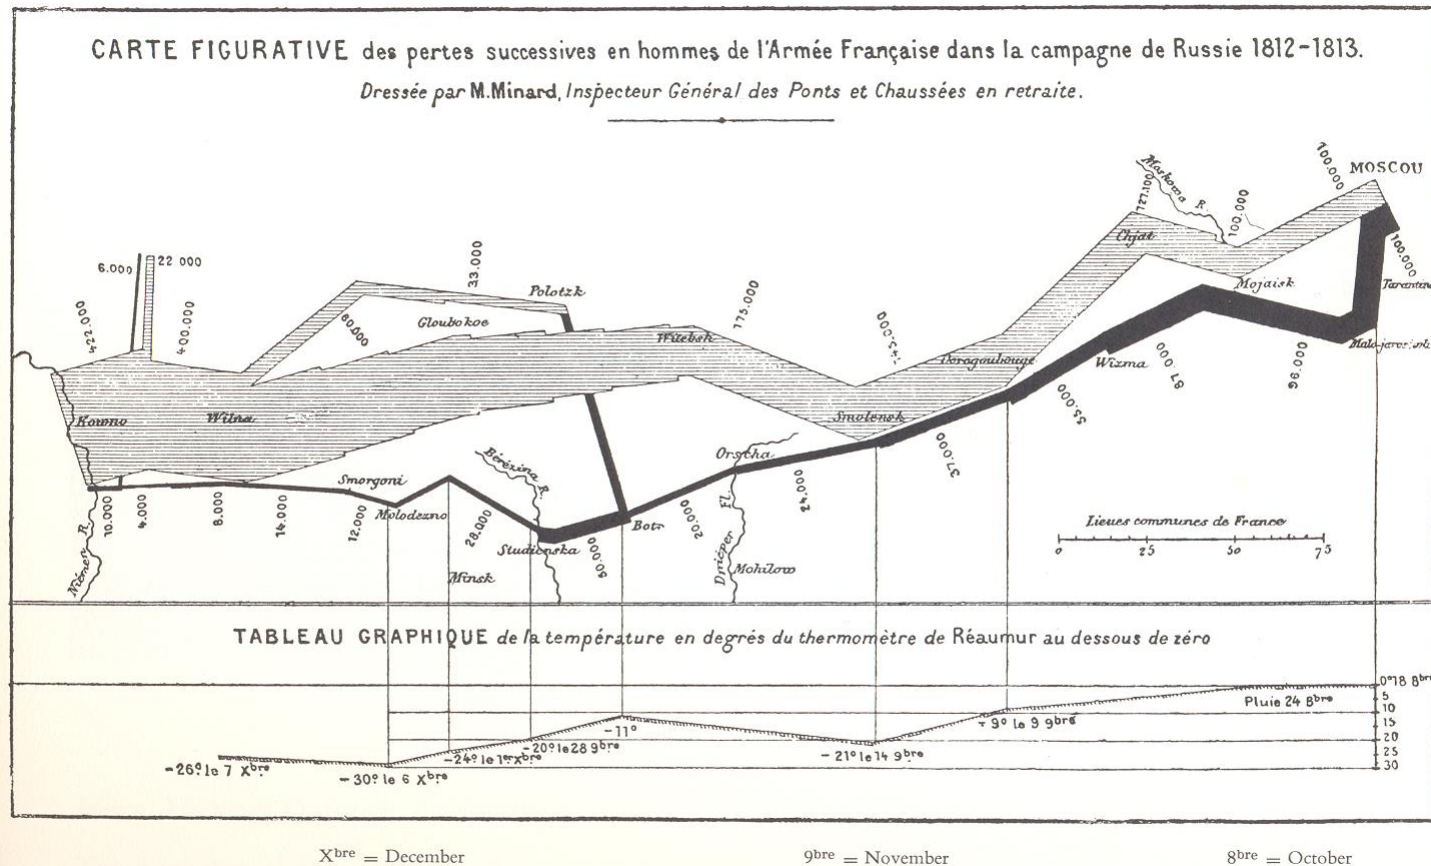 CARTE FIGURATIVE des pertes successives en hommes de l'Armée Française dans la campagne de Russie 1812-1813.
Dressée par M.Minard, Inspecteur Général des Ponts et Chaussées en retraite.
100.000
MOSCOU
Moskowa R.
127.100
100.000
100.000
Chjat
Tarantino
Mojaisk
6.000
22 000
33.000
Polotzk
422.000
400.000
60.000
Gloubokoe
175.000
Witebsk
145.000
Dorogoubouge
Wizma
87.000
96.000
Kowno
Wilna
Smolensk
55.000
37.000
Orscha
24.000
Smorgoni
Bérézina R.
10.000
4.000
8.000
14.000
12.000
Molodezno
28.000
Studienska
50.000
Botr
20.000
Dniéper Fl.
Niémen R.
Minsk
Mohilow
Lieues communes de France
0 25 50 75
TABLEAU GRAPHIQUE de la température en degrés du thermomètre de Réaumur au dessous de zéro
0°18 8bre
5
10
15
20
25
30
Pluie 24 8bre
9° le 9 9bre
-21° le 14 9bre
-11°
-20° le 28 9bre
-24° le 1er Xbre
-30° le 6 Xbre
-26° le 7 Xbre
Xbre = December
9bre = November
8bre = October